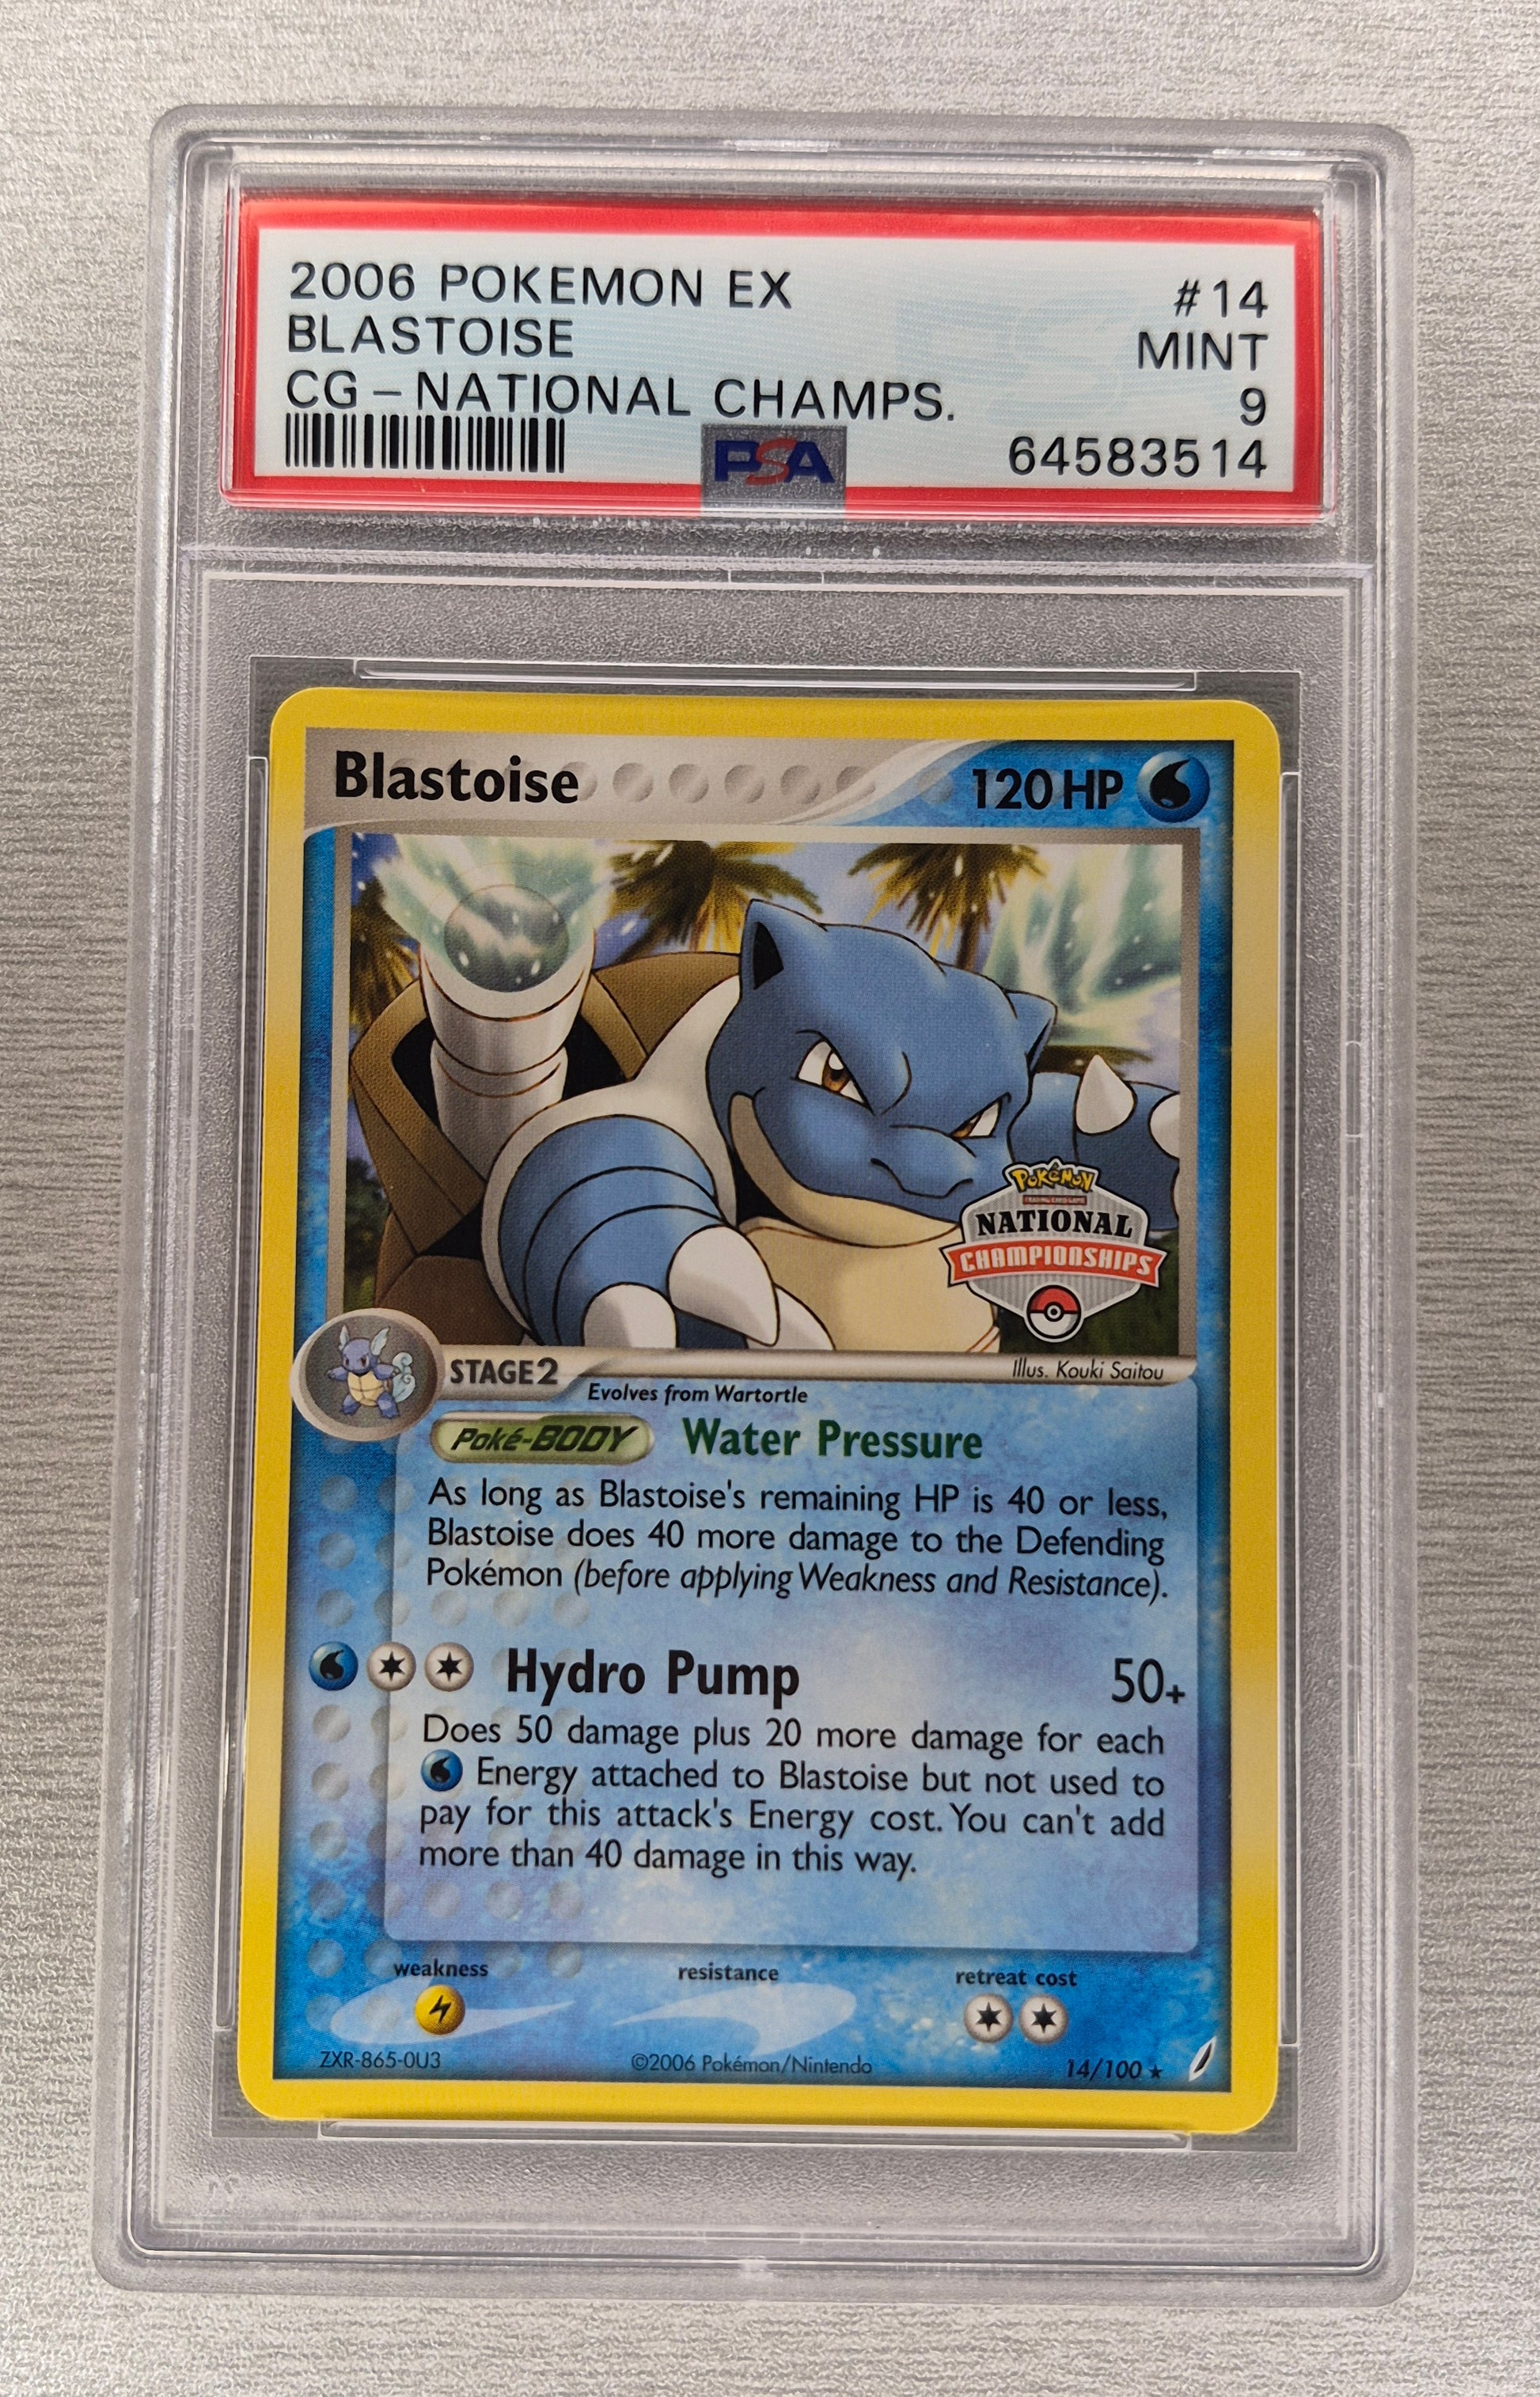 2006 POKEMON EX #14
BLASTOISE MINT
CG-NATIONAL CHAMPS. 9
PSA 64583514
Blastoise 120 HP
Pokémon
NATIONAL
CHAMPIONSHIPS
STAGE 2 Illus. Kouki Saitou
Evolves from Wartortle
Poké-BODY Water Pressure
As long as Blastoise's remaining HP is 40 or less,
Blastoise does 40 more damage to the Defending
Pokémon (before applying Weakness and Resistance).
Hydro Pump 50+
Does 50 damage plus 20 more damage for each
Energy attached to Blastoise but not used to
pay for this attack's Energy cost. You can't add
more than 40 damage in this way.
weakness resistance retreat cost
ZXR-865-0U3 ©2006 Pokémon/Nintendo 14/100 ★